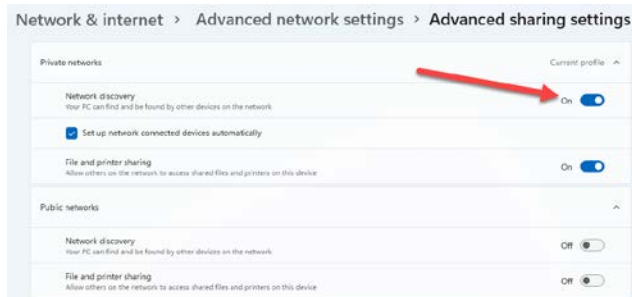 Network & internet > Advanced network settings > Advanced sharing settings
Private networks Current profile
Network discovery
Your PC can find and be found by other devices on the network
On
Set up network connected devices automatically
File and printer sharing
Allow others on the network to access shared files and printers on this device
On
Public networks
Network discovery
Your PC can find and be found by other devices on the network
Off
File and printer sharing
Allow others on the network to access shared files and printers on this device
Off